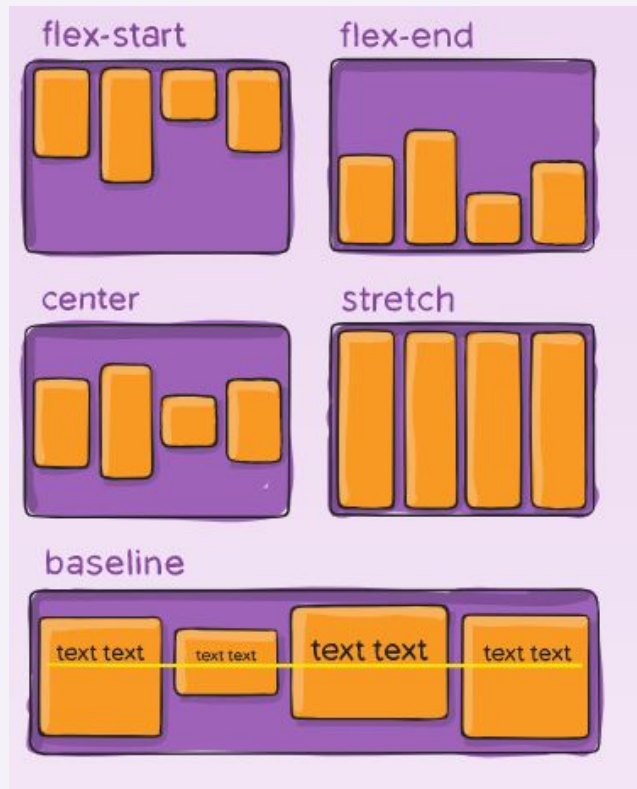 flex-start
flex-end
center
stretch
baseline
text text
text text
text text
text text